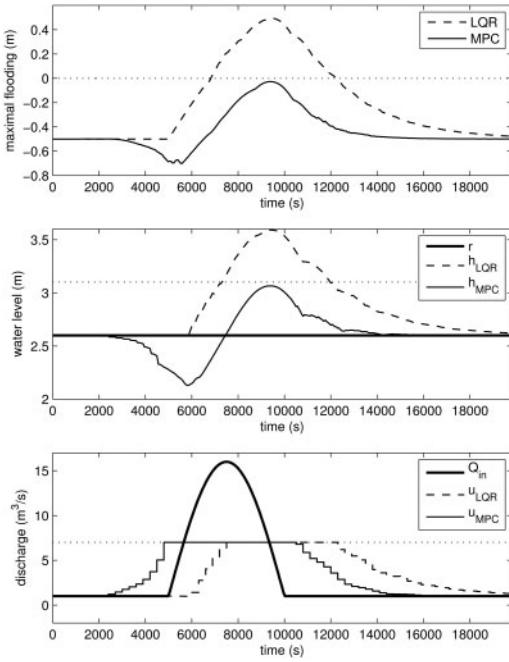 0.4
0.2
0
-0.2
-0.4
-0.6
-0.8
maximal flooding (m)
LQR
MPC
0 2000 4000 6000 8000 10000 12000 14000 16000 18000
time (s)
3.5
3
2.5
2
water level (m)
r
h_LQR
h_MPC
0 2000 4000 6000 8000 10000 12000 14000 16000 18000
time (s)
15
10
5
0
discharge (m³/s)
Q_in
u_LQR
u_MPC
0 2000 4000 6000 8000 10000 12000 14000 16000 18000
time (s)